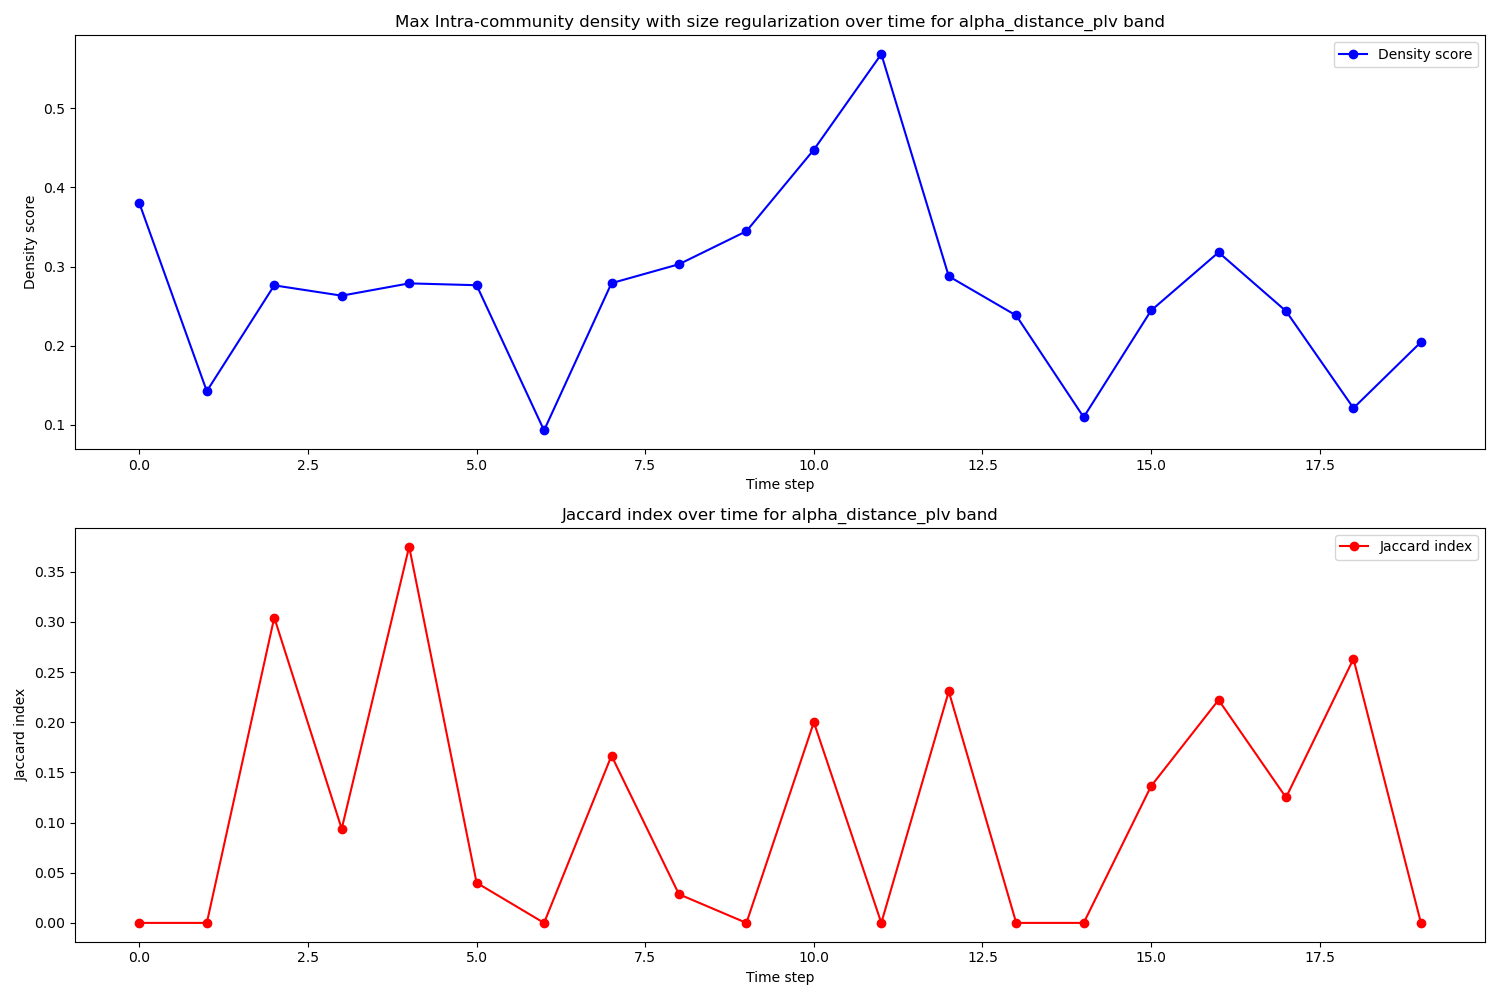 Max Intra-community density with size regularization over time for alpha_distance_plv band
Density score
0.5
0.4
0.3
0.2
0.1
Density score
0.0 2.5 5.0 7.5 10.0 12.5 15.0 17.5
Time step
Jaccard index over time for alpha_distance_plv band
Jaccard index
0.35
0.30
0.25
0.20
0.15
0.10
0.05
0.00
Jaccard index
0.0 2.5 5.0 7.5 10.0 12.5 15.0 17.5
Time step